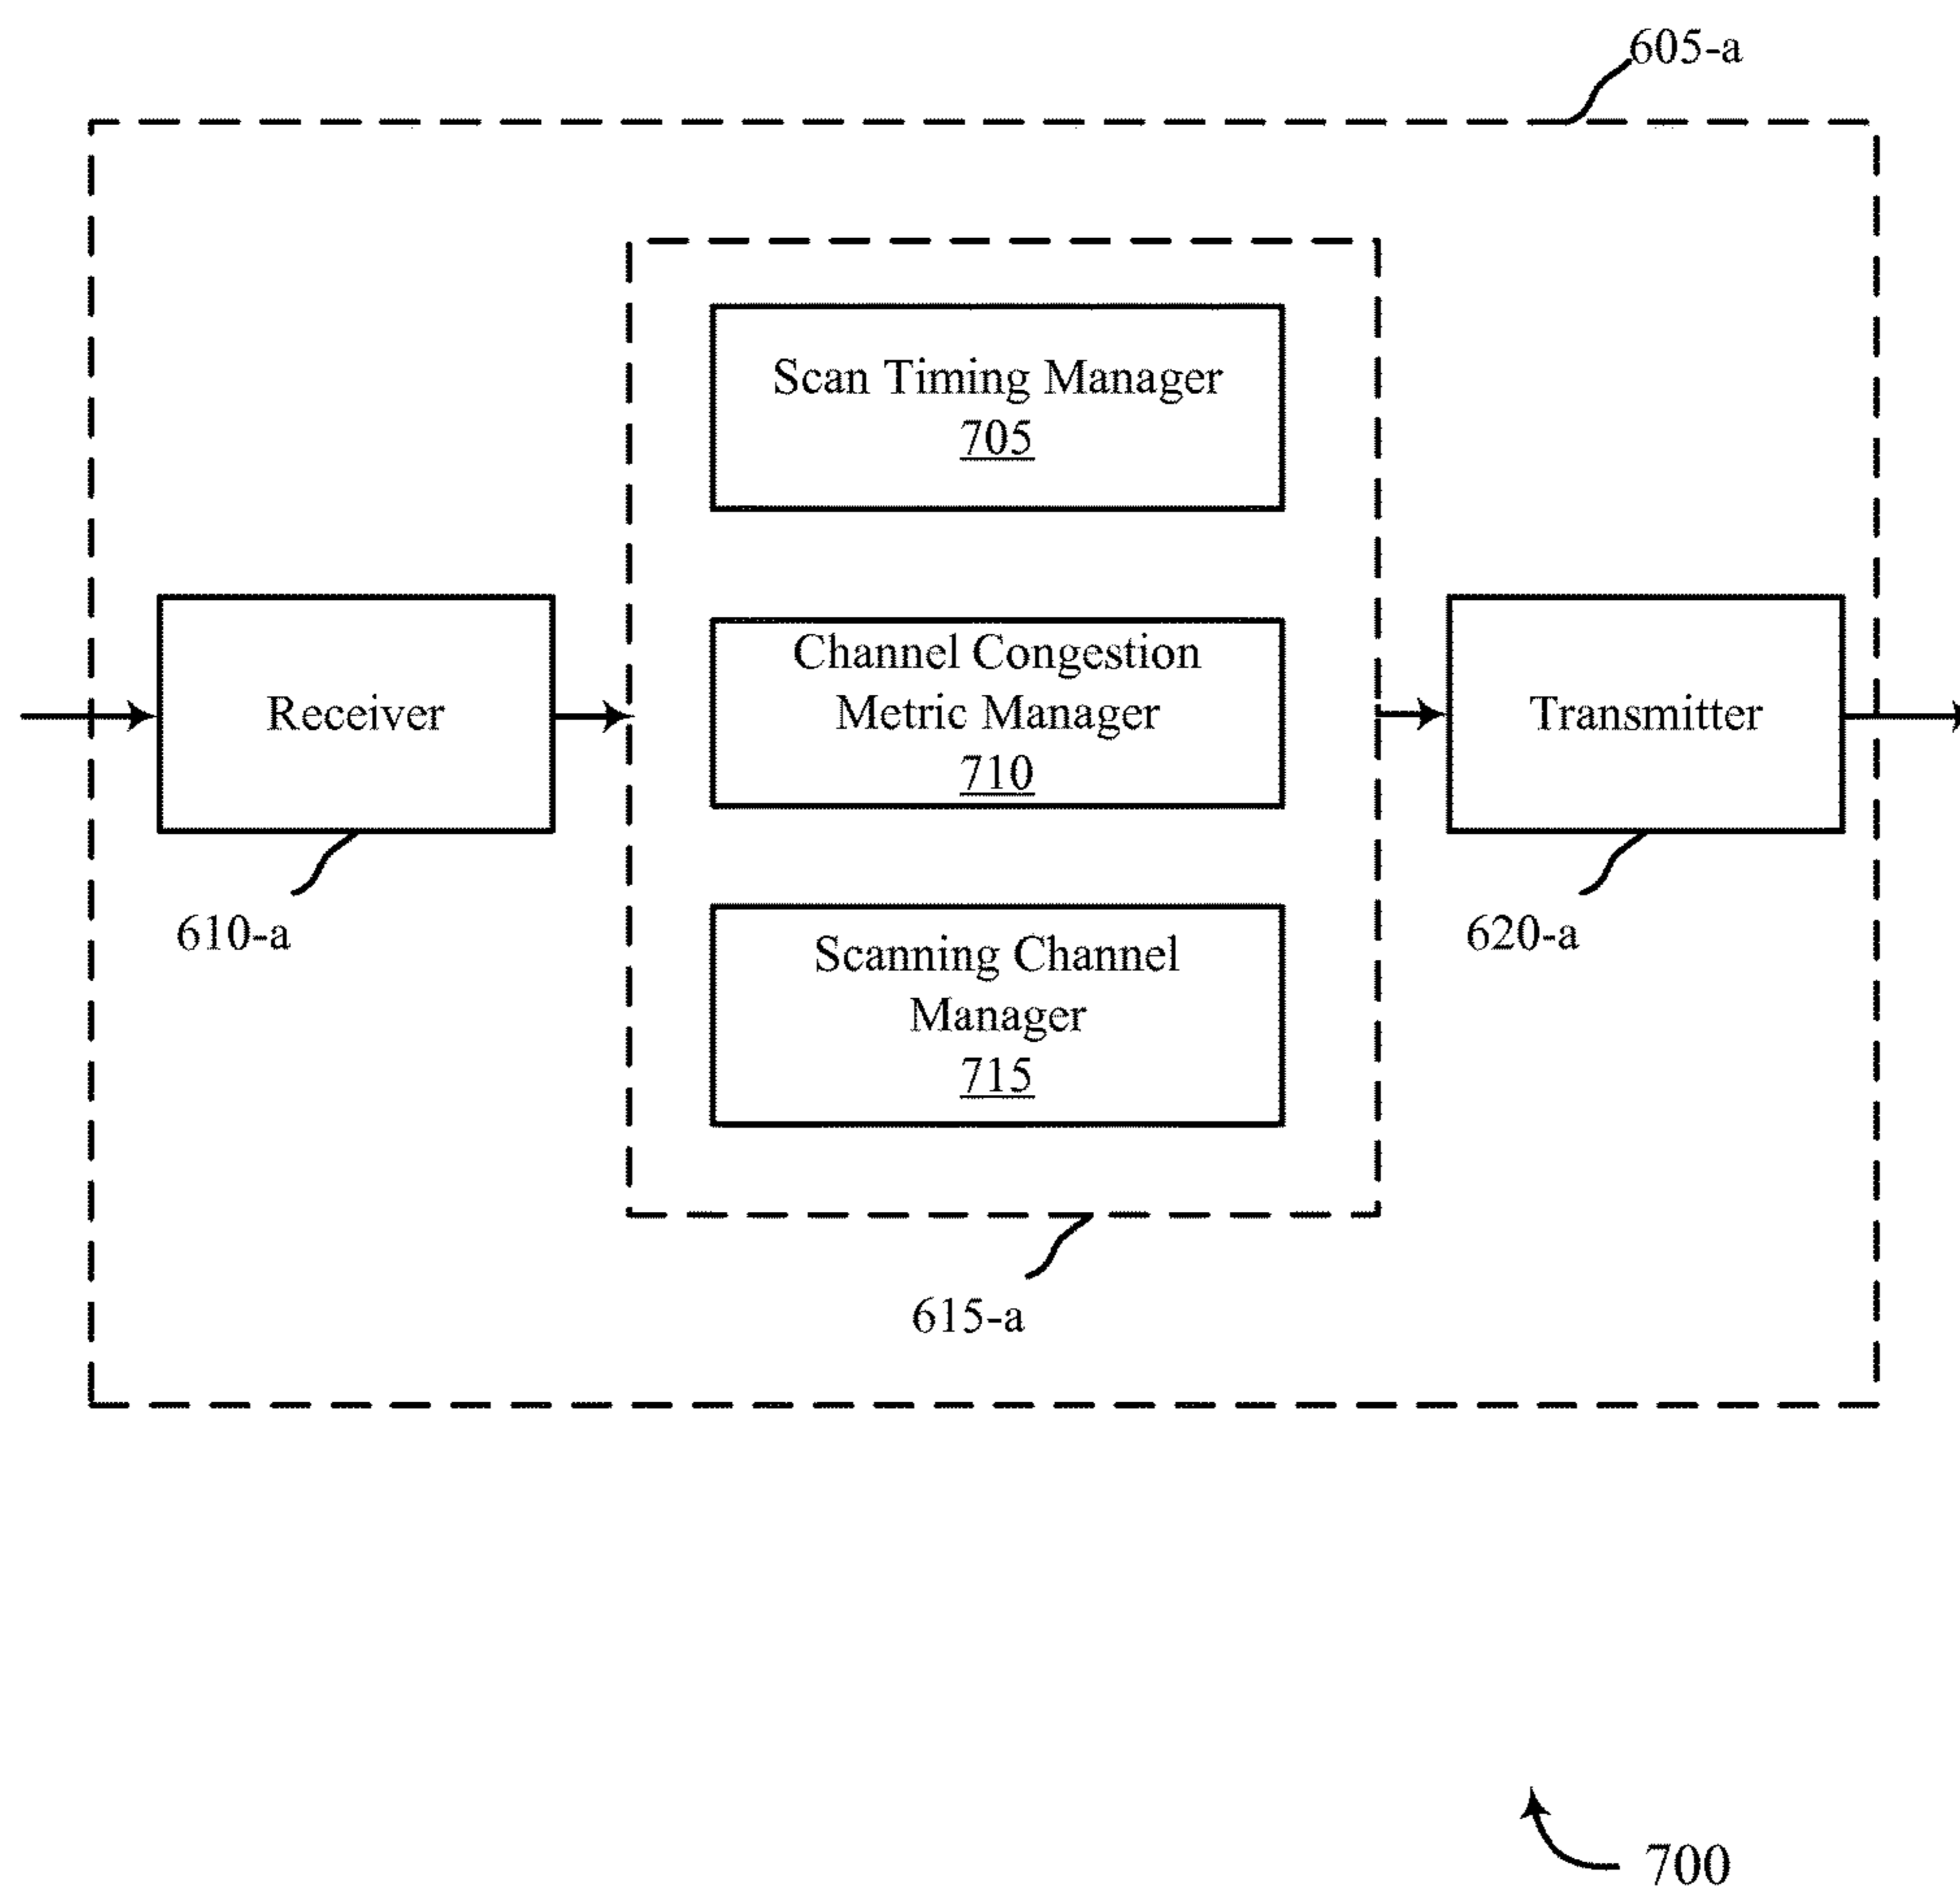 605-a
Scan Timing Manager
705
Channel Congestion
Metric Manager
710
Receiver
Transmitter
610-a
620-a
Scanning Channel
Manager
715
615-a
700